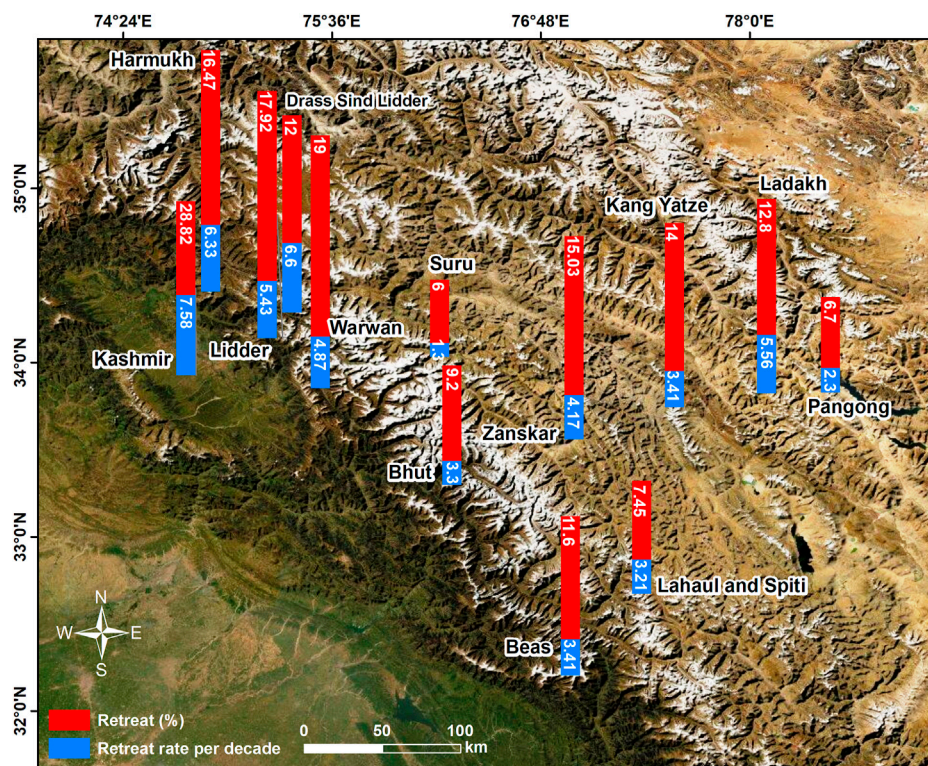 74°24'E
75°36'E
76°48'E
78°0'E
35°0'N
34°0'N
33°0'N
32°0'N
Harmukh
16.47
6.33
17.92
5.43
Drass Sind Lidder
12
6.6
19
4.87
28.82
7.58
Kashmir
Lidder
Warwan
Suru
6
1.3
9.2
3.3
Bhut
15.03
4.17
Zanskar
Kang Yatze
14
3.41
Ladakh
12.8
5.56
6.7
2.3
Pangong
11.6
3.41
Beas
7.45
3.21
Lahaul and Spiti
N
W E
S
Retreat (%)
Retreat rate per decade
0 50 100
km